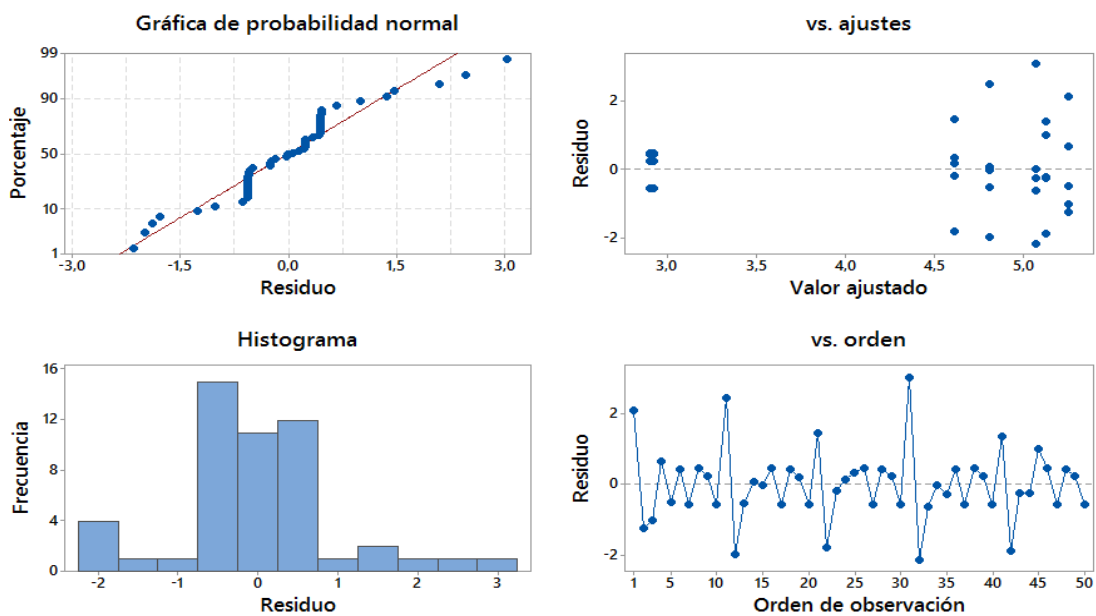 Gráfica de probabilidad normal
Porcentaje
99
90
50
10
1
-3,0 -1,5 0,0 1,5 3,0
Residuo
vs. ajustes
Residuo
2
0
-2
3,0 3,5 4,0 4,5 5,0
Valor ajustado
Histograma
Frecuencia
16
12
8
4
0
-2 -1 0 1 2 3
Residuo
vs. orden
Residuo
2
0
-2
1 5 10 15 20 25 30 35 40 45 50
Orden de observación